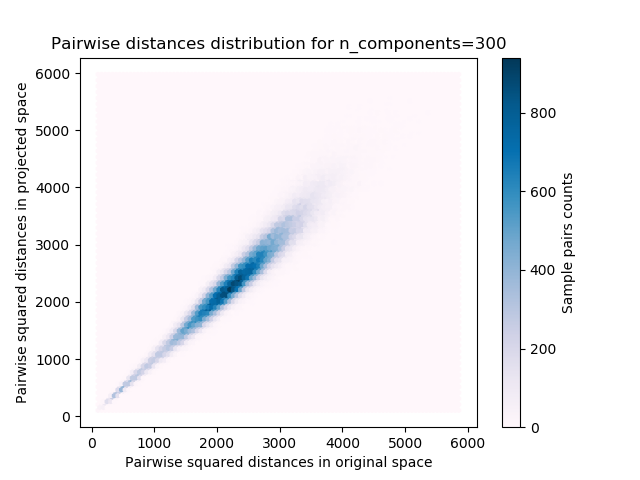 Pairwise distances distribution for n_components=300
Pairwise squared distances in projected space
6000
5000
4000
3000
2000
1000
0
0 1000 2000 3000 4000 5000 6000
Pairwise squared distances in original space
800
600
400
200
0
Sample pairs counts